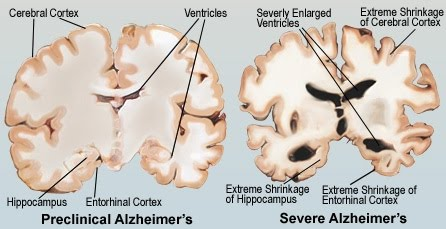 Cerebral Cortex
Ventricles
Severly Enlarged
Ventricles
Extreme Shrinkage
of Cerebral Cortex
Hippocampus
Entorhinal Cortex
Extreme Shrinkage
of Hippocampus
Extreme Shrinkage of
Entorhinal Cortex
Preclinical Alzheimer's
Severe Alzheimer's